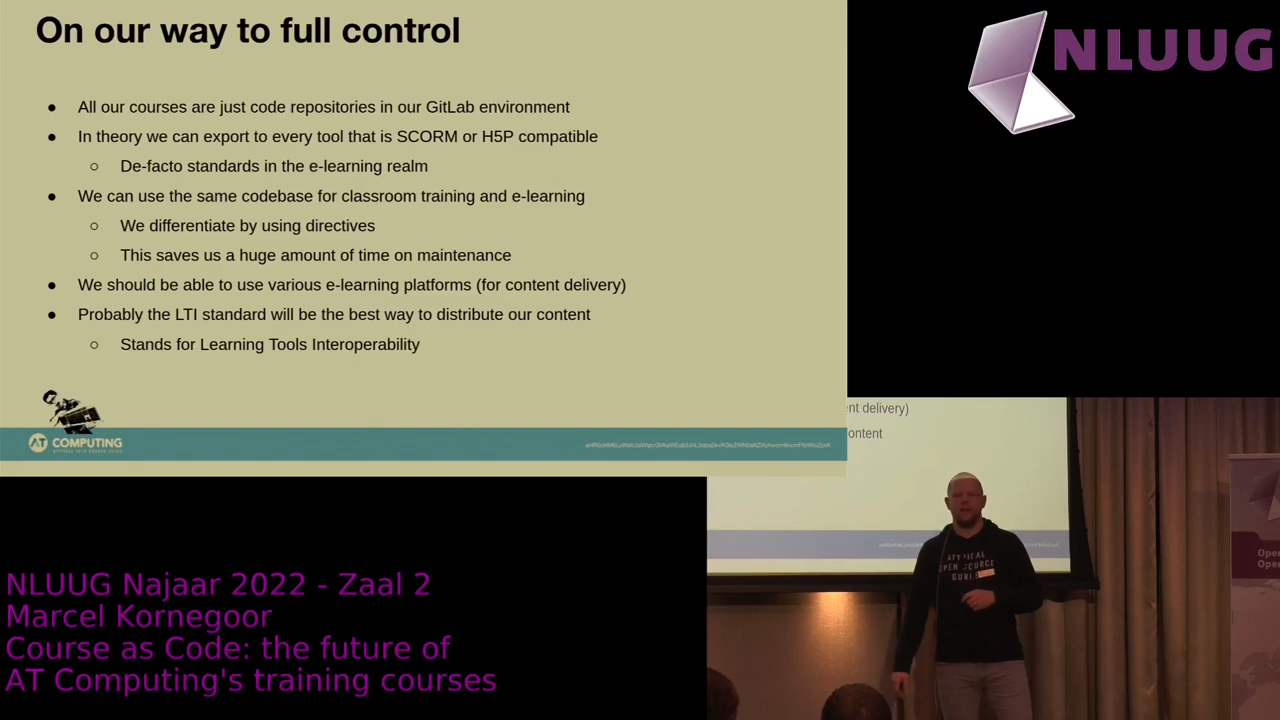 On our way to full control
● All our courses are just code repositories in our GitLab environment
● In theory we can export to every tool that is SCORM or H5P compatible
○ De-facto standards in the e-learning realm
● We can use the same codebase for classroom training and e-learning
○ We differentiate by using directives
○ This saves us a huge amount of time on maintenance
● We should be able to use various e-learning platforms (for content delivery)
● Probably the LTI standard will be the best way to distribute our content
○ Stands for Learning Tools Interoperability
AT COMPUTING
NLUUG
ent delivery)
ontent
ATYPICAL
OPEN SOURCE
Open
Open
NLUUG Najaar 2022 - Zaal 2
Marcel Kornegoor
Course as Code: the future of
AT Computing's training courses